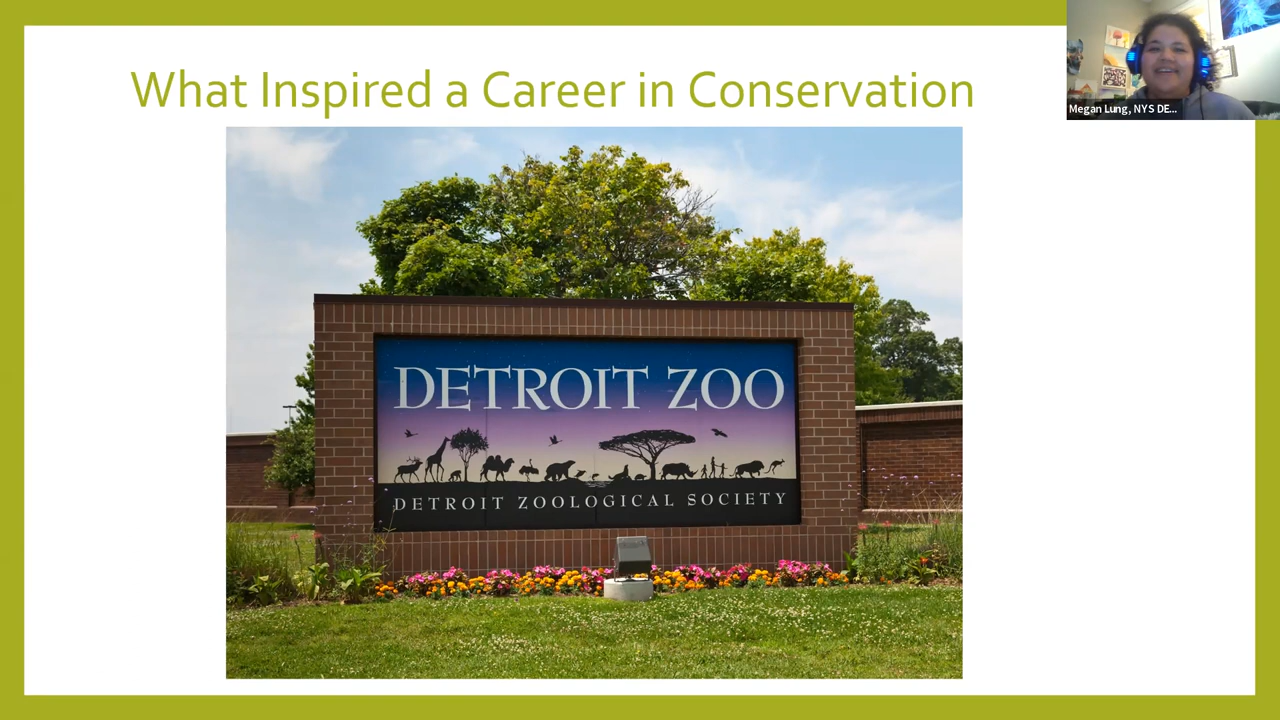 What Inspired a Career in Conservation
Megan Lung, NYS DE...
DETROIT ZOO
DETROIT ZOOLOGICAL SOCIETY